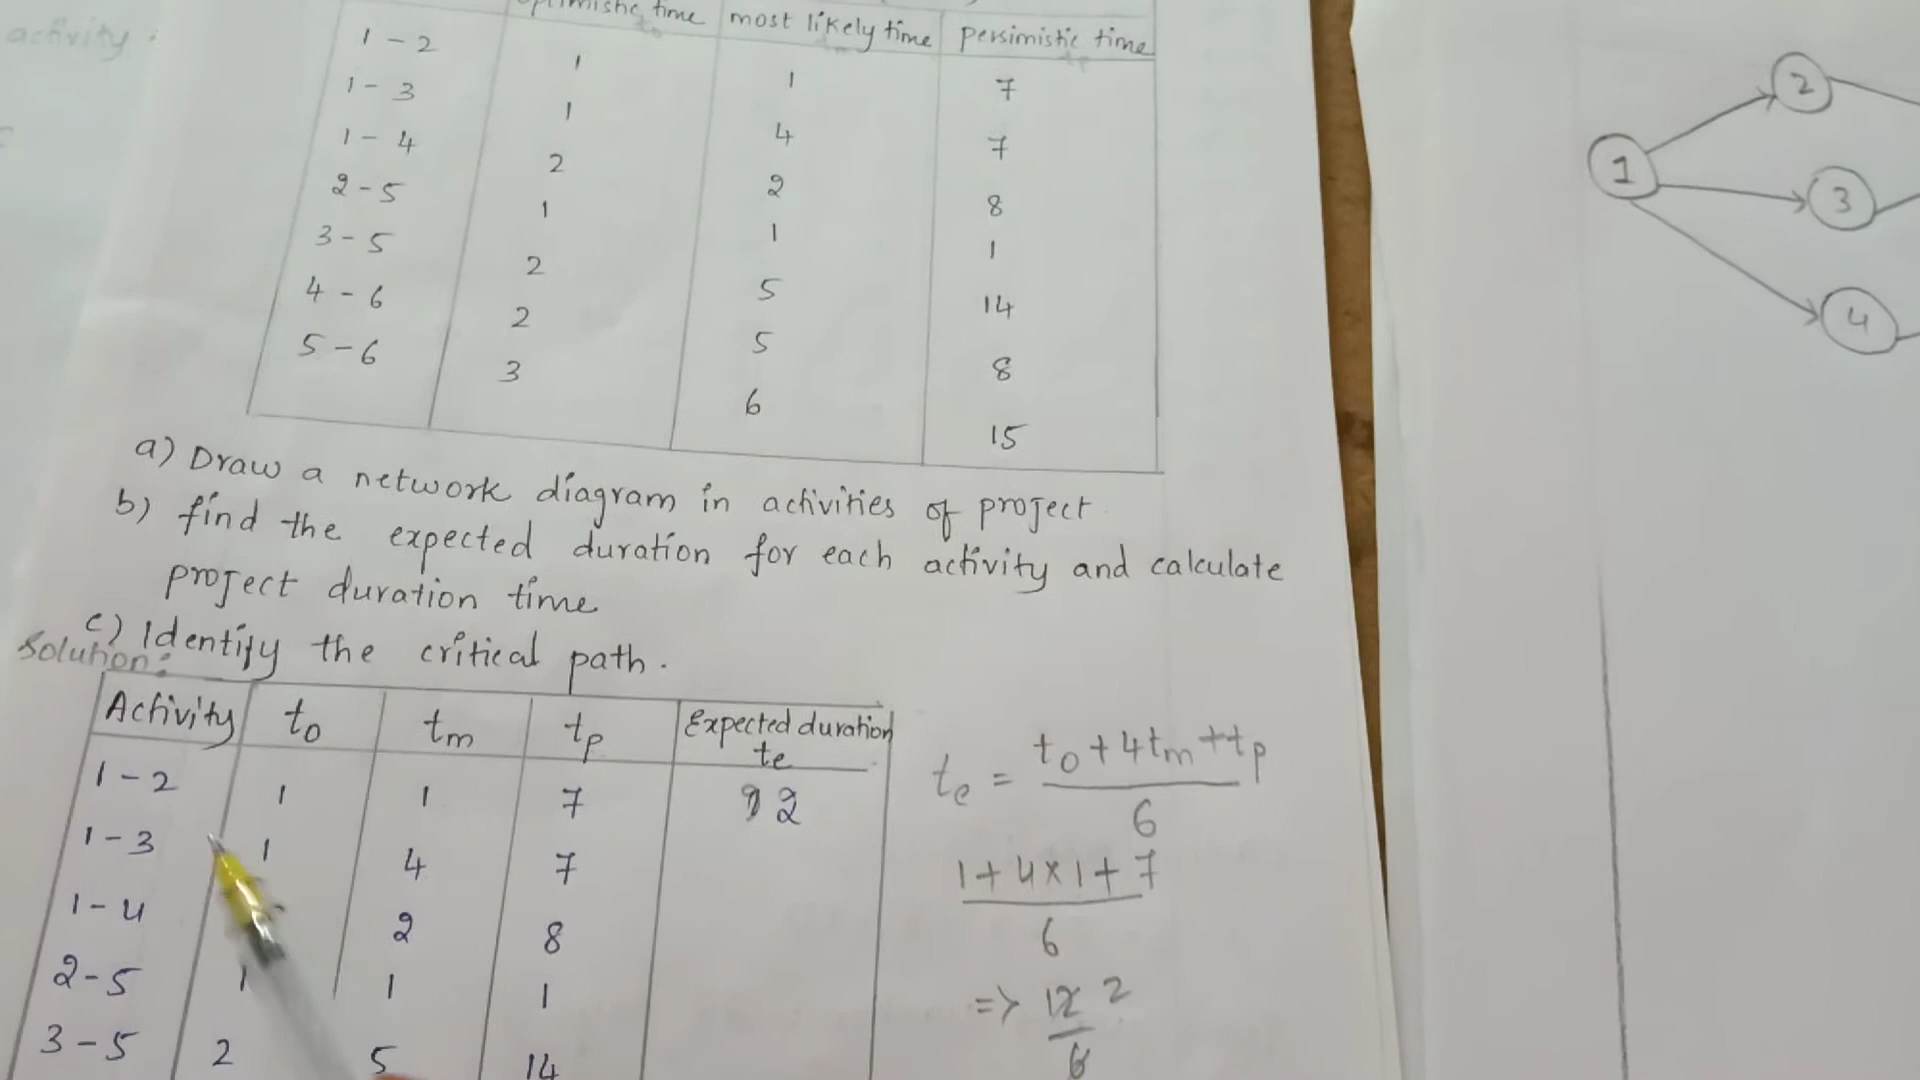 activity.
optimistic time most likely time persimistic time
1-2 1 1 7
1-3 1 4 7
1-4 2 2 8
2-5 1 1 1
3-5 2 5 14
4-6 2 5 8
5-6 3 6 15
a) Draw a network diagram in activities of project.
b) find the expected duration for each activity and calculate
project duration time
c) Identify the critical path.
Solution:
Activity to tm tp Expected duration
te
1-2 1 1 7 2
1-3 1 4 7
1-4 2 8
2-5 1 1 1
3-5 2 5 14
te = to+4tm+tp
6
1+4x1+7
6
=> 12 2
6
1
2
3
4